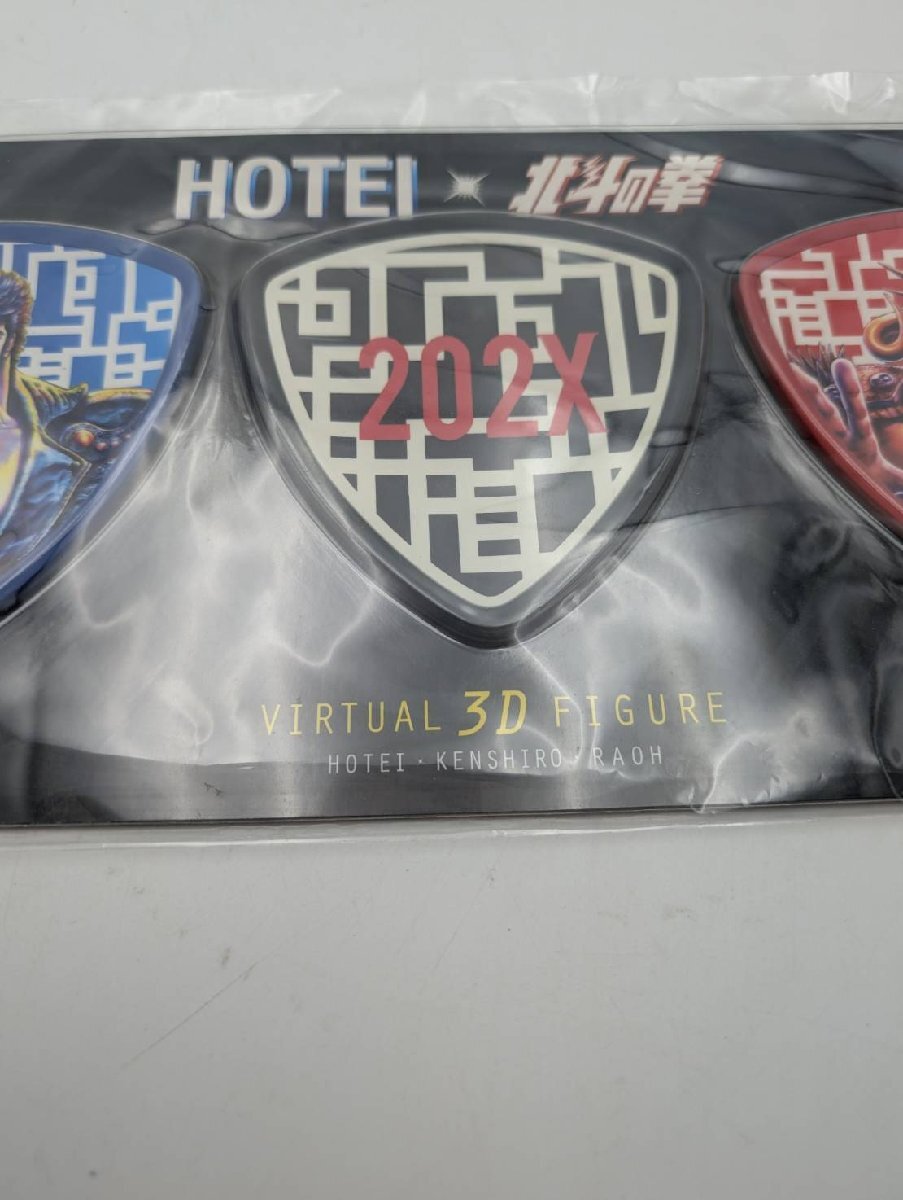 HOTEI × 北斗の拳
202X
VIRTUAL 3D FIGURE
HOTEI・KENSHIRO・RAOH